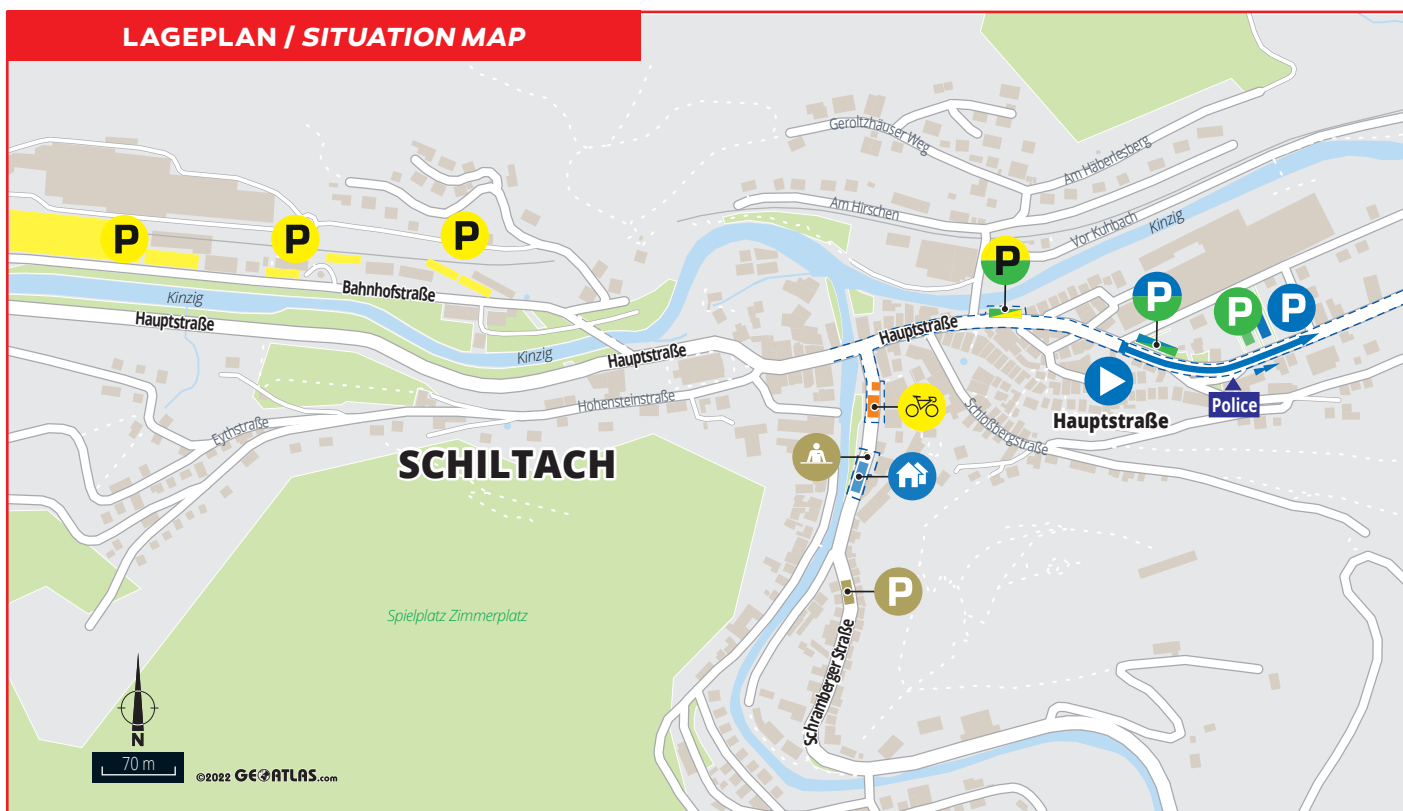 LAGEPLAN / SITUATION MAP
Geroltzhäuser Weg
Am Häberlesberg
Am Hirschen
Vor Kuhbach
Kinzig
P
P
P
P
Bahnhofstraße
Kinzig
Hauptstraße
P
P
P
Hauptstraße
Kinzig
Hauptstraße
Hohensteinstraße
Police
Hauptstraße
Schloßbergstraße
Eythstraße
SCHILTACH
P
Spielplatz Zimmerplatz
Schramberger Straße
N
70 m
©2022 GEOATLAS.com